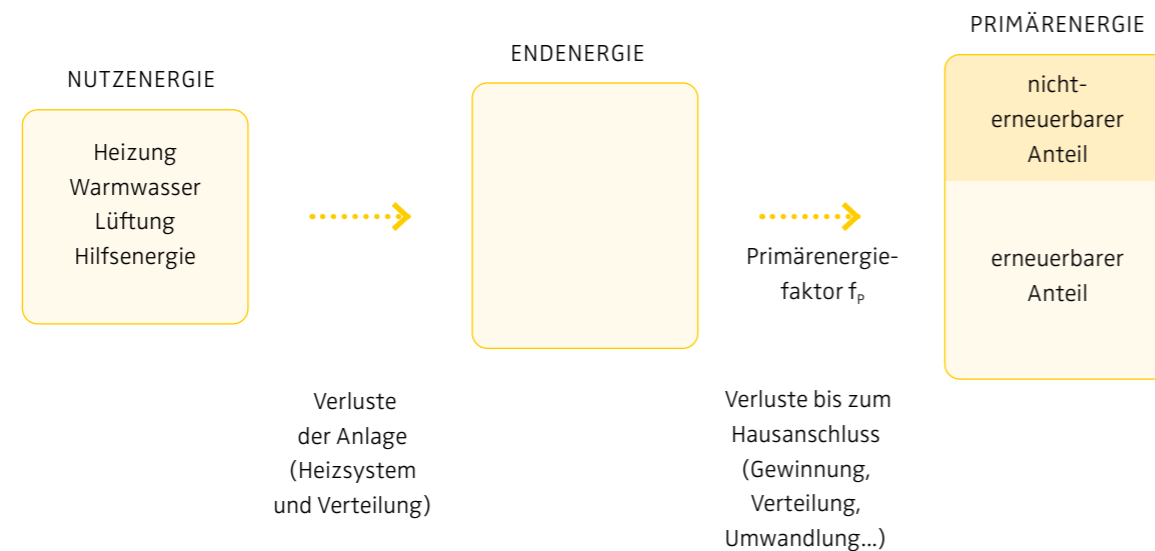 NUTZENERGIE
Heizung
Warmwasser
Lüftung
Hilfsenergie
Verluste
der Anlage
(Heizsystem
und Verteilung)
ENDENERGIE
Primärenergie-
faktor fₚ
Verluste bis zum
Hausanschluss
(Gewinnung,
Verteilung,
Umwandlung...)
PRIMÄRENERGIE
nicht-
erneuerbarer
Anteil
erneuerbarer
Anteil